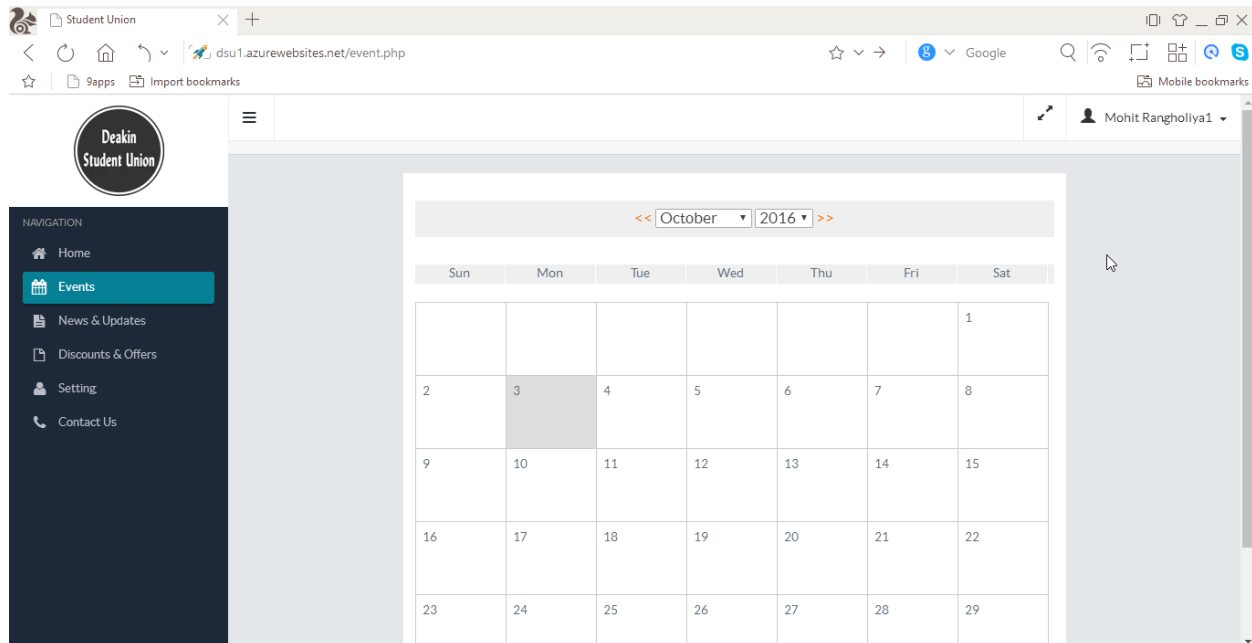 Student Union
dsu1.azurewebsites.net/event.php
g
Google
S
9apps
Import bookmarks
Mobile bookmarks
Deakin
Student Union
Mohit Rangholiya1
NAVIGATION
Home
Events
News & Updates
Discounts & Offers
Setting
Contact Us
<< October 2016 >>
Sun Mon Tue Wed Thu Fri Sat
1
2 3 4 5 6 7 8
9 10 11 12 13 14 15
16 17 18 19 20 21 22
23 24 25 26 27 28 29